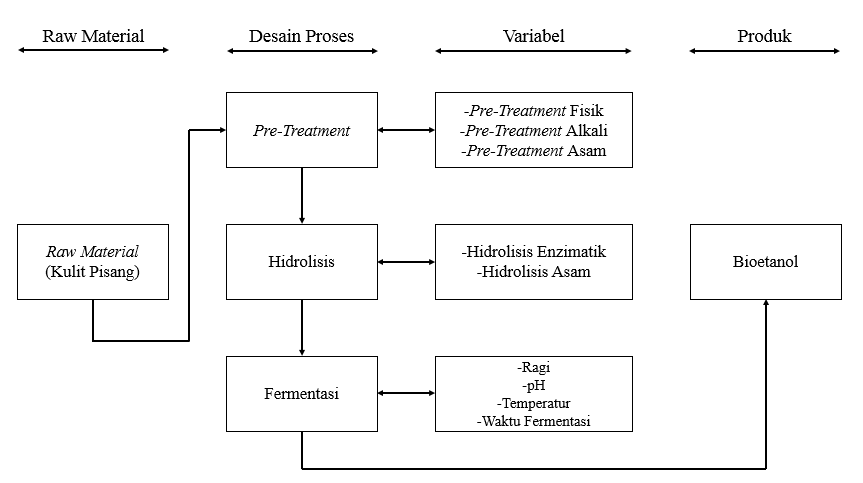 Raw Material
Desain Proses
Variabel
Produk
Pre-Treatment
-Pre-Treatment Fisik
-Pre-Treatment Alkali
-Pre-Treatment Asam
Raw Material
(Kulit Pisang)
Hidrolisis
-Hidrolisis Enzimatik
-Hidrolisis Asam
Bioetanol
Fermentasi
-Ragi
-pH
-Temperatur
-Waktu Fermentasi